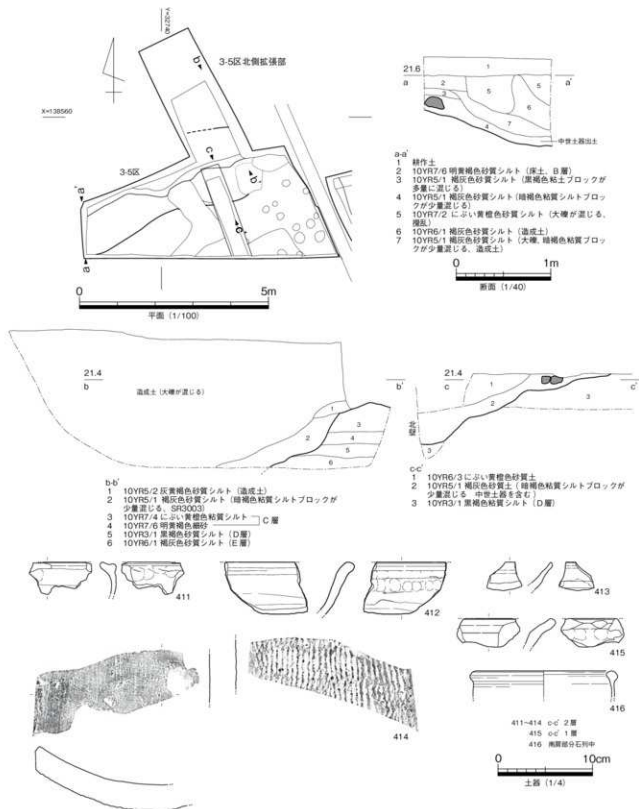 Y=32740
3-5区北側拡張部
b
X=138560
3-5区
c
b'
a'
c'
a
0 5m
平面 (1/100)
21.6
a a'
1
2
3
5
5
6
7
4
中世土器出土
a-a'
1 耕作土
2 10YR7/6 明黄褐色砂質シルト（床土、B層）
3 10YR5/1 褐灰色砂質シルト（黒褐色粘土ブロックが
多量に混じる）
4 10YR5/1 褐灰色砂質シルト（暗褐色粘質シルトブロッ
クが少量混じる）
5 10YR7/2 にぶい黄橙色砂質シルト（大礫が混じる、
撹乱）
6 10YR6/1 褐灰色砂質シルト（造成土）
7 10YR5/1 褐灰色砂質シルト（大礫、暗褐色粘質ブロッ
クが少量混じる、造成土）
0 1m
断面 (1/40)
21.4
b b'
造成土（大礫が混じる）
1
2
3
4
5
6
b-b'
1 10YR5/2 灰黄褐色砂質シルト（造成土）
2 10YR5/1 褐灰色砂質シルト（暗褐色粘質シルトブロックが
少量混じる、SR3003）
3 10YR7/4 にぶい黄橙色粘質シルト
4 10YR7/6 明黄褐色細砂
C層
5 10YR3/1 黒褐色粘質シルト（D層）
6 10YR6/1 褐灰色砂質シルト（E層）
21.4
c c'
1
2
3
3
c-c'
1 10YR6/3 にぶい黄橙色砂質土
2 10YR5/1 褐灰色砂質土（暗褐色粘質シルトブロックが
少量混じる 中世土器を含む）
3 10YR3/1 黒褐色粘質シルト（D層）
411
412
413
415
414
416
411~414 c-c' 2層
415 c-c' 1層
416 南肩部分石列中
0 10cm
土器 (1/4)